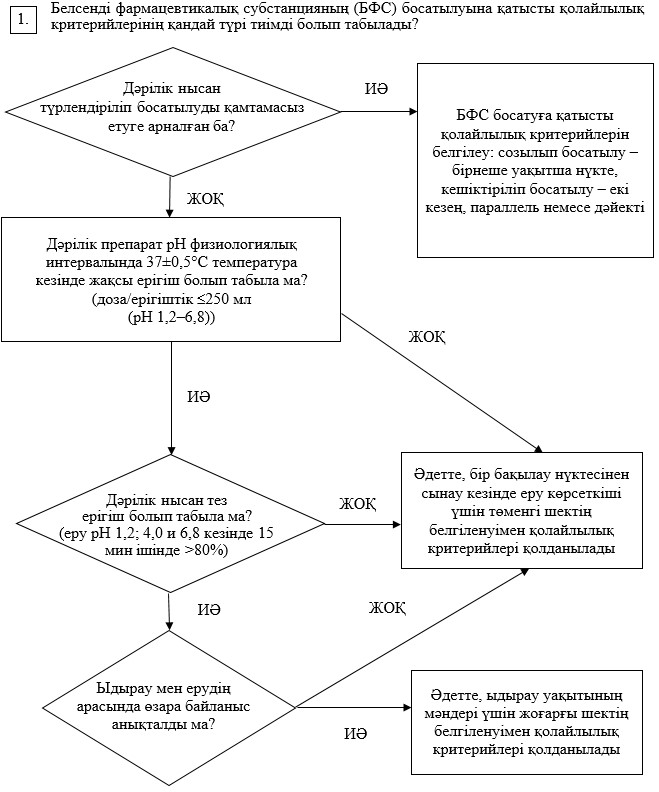 1.
Белсенді фармацевтикалық субстанцияның (БФС) босатылуына қатысты қолайлылық
критерийлерінің қандай түрі тиімді болып табылады?
Дәрілік нысан
түрлендіріліп босатылуды қамтамасыз
етуге арналған ба?
ИӘ
БФС босатуға қатысты
қолайлылық критерийлерін
белгілеу: созылып босатылу –
бірнеше уақытша нүкте,
кешіктіріліп босатылу – екі
кезең, параллель немесе дәйекті
ЖОҚ
Дәрілік препарат pH физиологиялық
интервалында 37±0,5°С температура
кезінде жақсы ерігіш болып табыла ма?
(доза/ерігіштік ≤250 мл
(pH 1,2–6,8))
ЖОҚ
ИӘ
Дәрілік нысан тез
ерігіш болып табыла ма?
(еру pH 1,2; 4,0 и 6,8 кезінде 15
мин ішінде >80%)
ЖОҚ
Әдетте, бір бақылау нүктесінен
сынау кезінде еру көрсеткіші
үшін төменгі шектің
белгіленуімен қолайлылық
критерийлері қолданылады
ИӘ
ЖОҚ
Ыдырау мен ерудің
арасында өзара байланыс
анықталды ма?
ИӘ
Әдетте, ыдырау уақытының
мәндері үшін жоғарғы шектің
белгіленуімен қолайлылық
критерийлері қолданылады